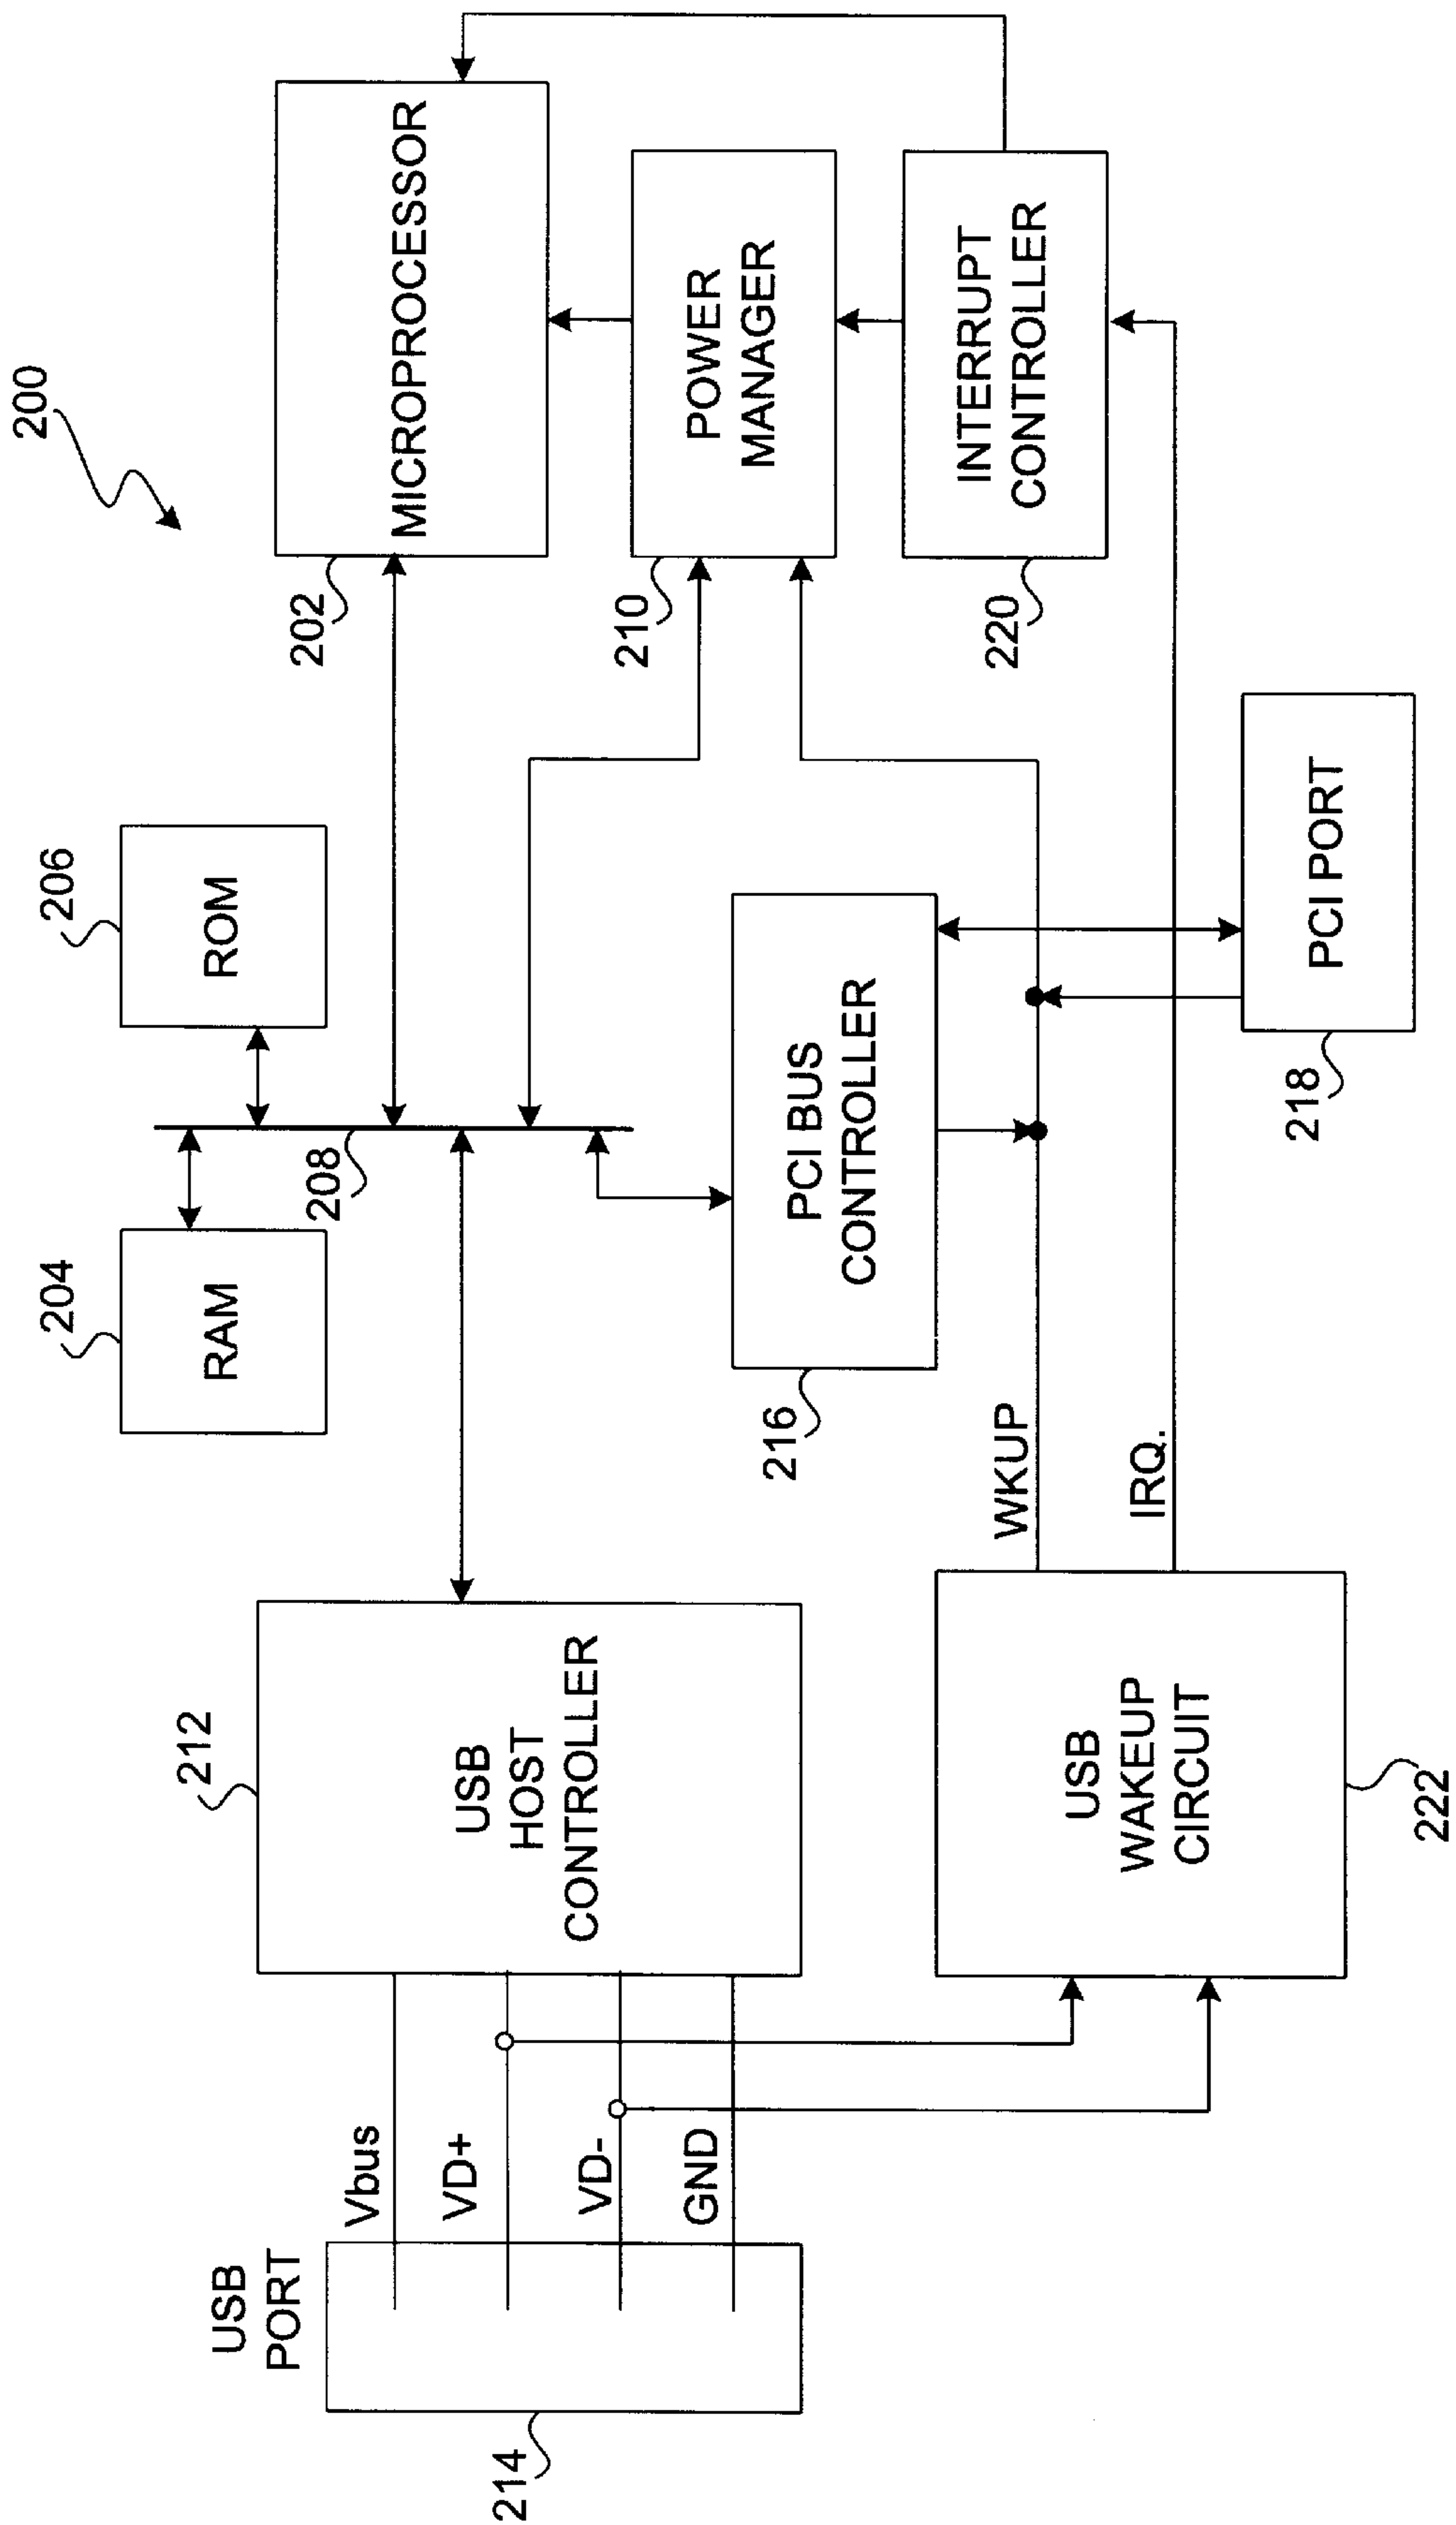 200
204
RAM
206
ROM
208
202
MICROPROCESSOR
212
USB
HOST
CONTROLLER
USB
PORT
214
Vbus
VD+
VD-
GND
210
POWER
MANAGER
216
PCI BUS
CONTROLLER
220
INTERRUPT
CONTROLLER
WKUP
IRQ.
USB
WAKEUP
CIRCUIT
222
218
PCI PORT